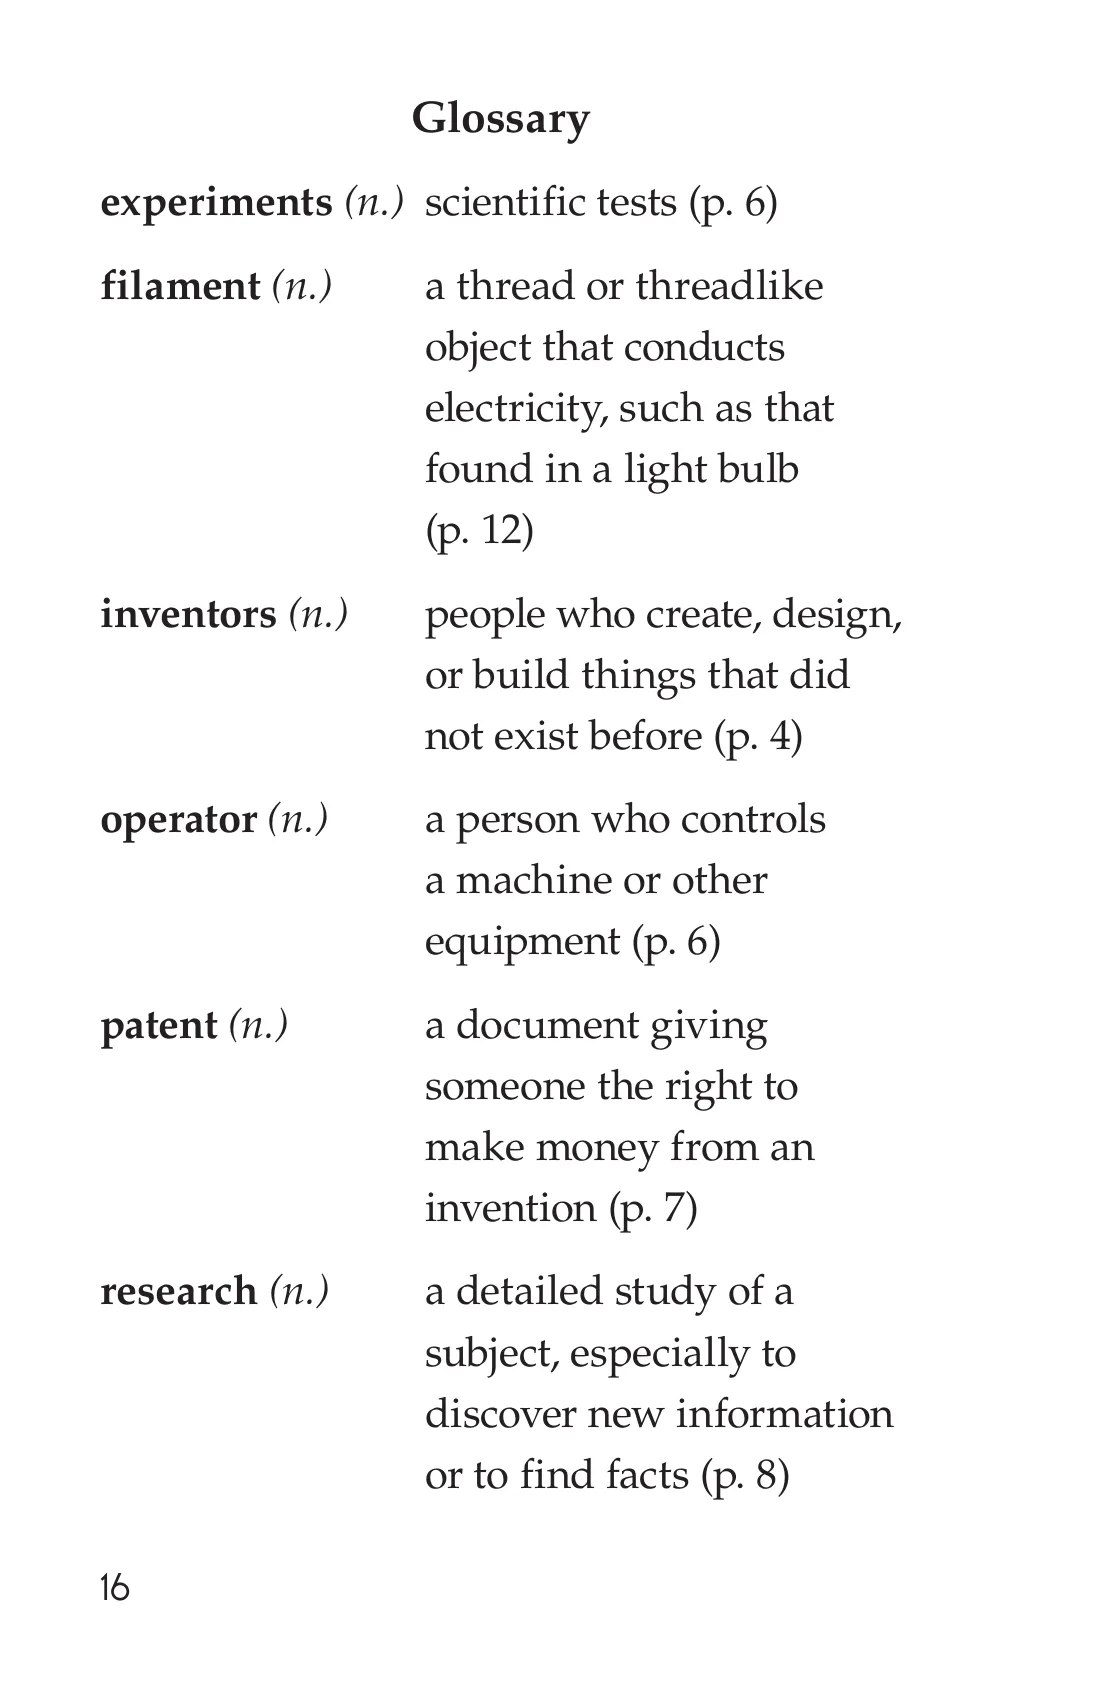 Glossary
experiments (n.) scientific tests (p. 6)
filament (n.) a thread or threadlike
object that conducts
electricity, such as that
found in a light bulb
(p. 12)
inventors (n.) people who create, design,
or build things that did
not exist before (p. 4)
operator (n.) a person who controls
a machine or other
equipment (p. 6)
patent (n.) a document giving
someone the right to
make money from an
invention (p. 7)
research (n.) a detailed study of a
subject, especially to
discover new information
or to find facts (p. 8)
16